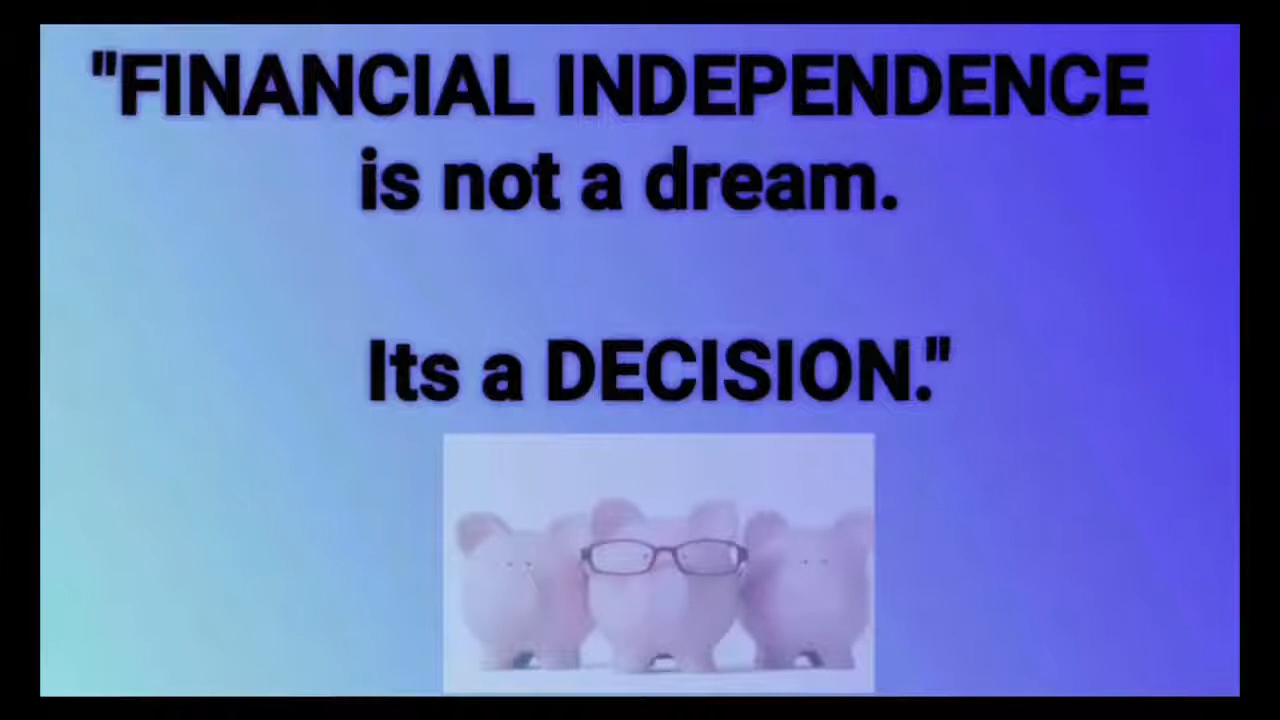 "FINANCIAL INDEPENDENCE
is not a dream.
Its a DECISION."